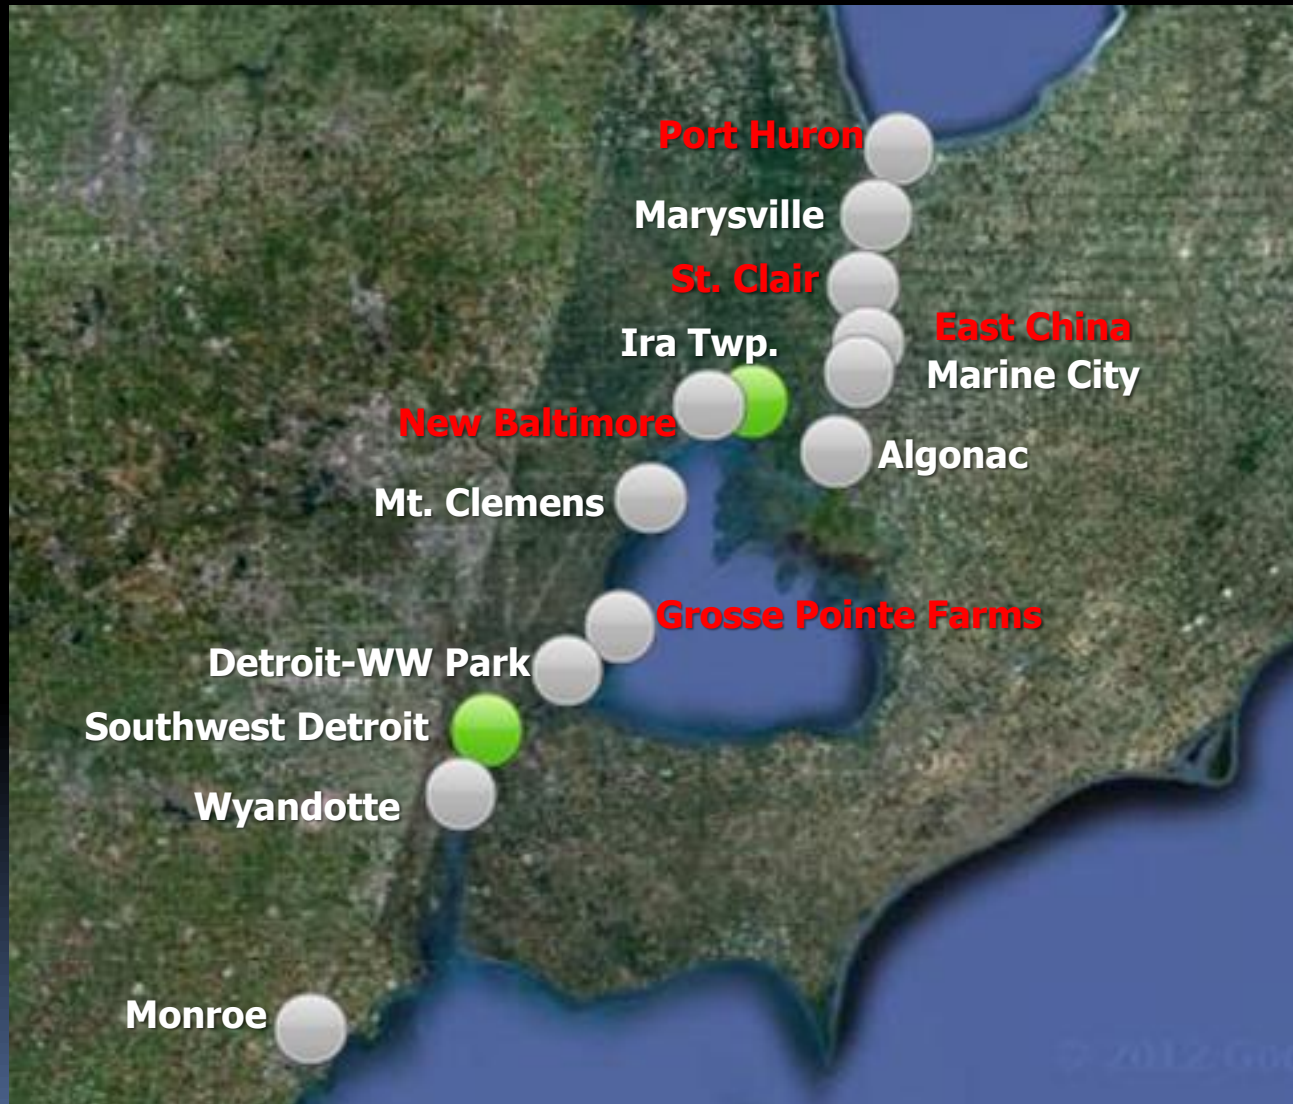 Port Huron
Marysville
St. Clair
East China
Ira Twp.
Marine City
New Baltimore
Algonac
Mt. Clemens
Grosse Pointe Farms
Detroit-WW Park
Southwest Detroit
Wyandotte
Monroe
© 2012